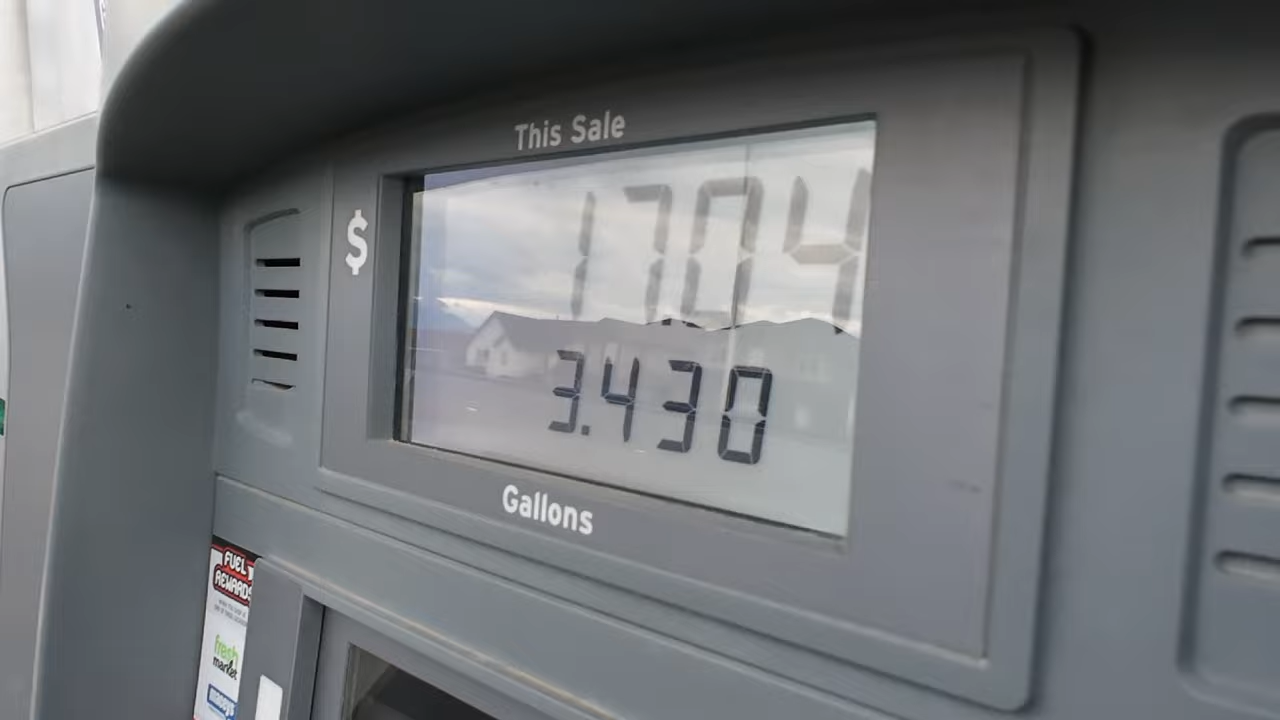 This Sale
$
1704
3.430
Gallons
FUEL
REWARDS
fresh
market